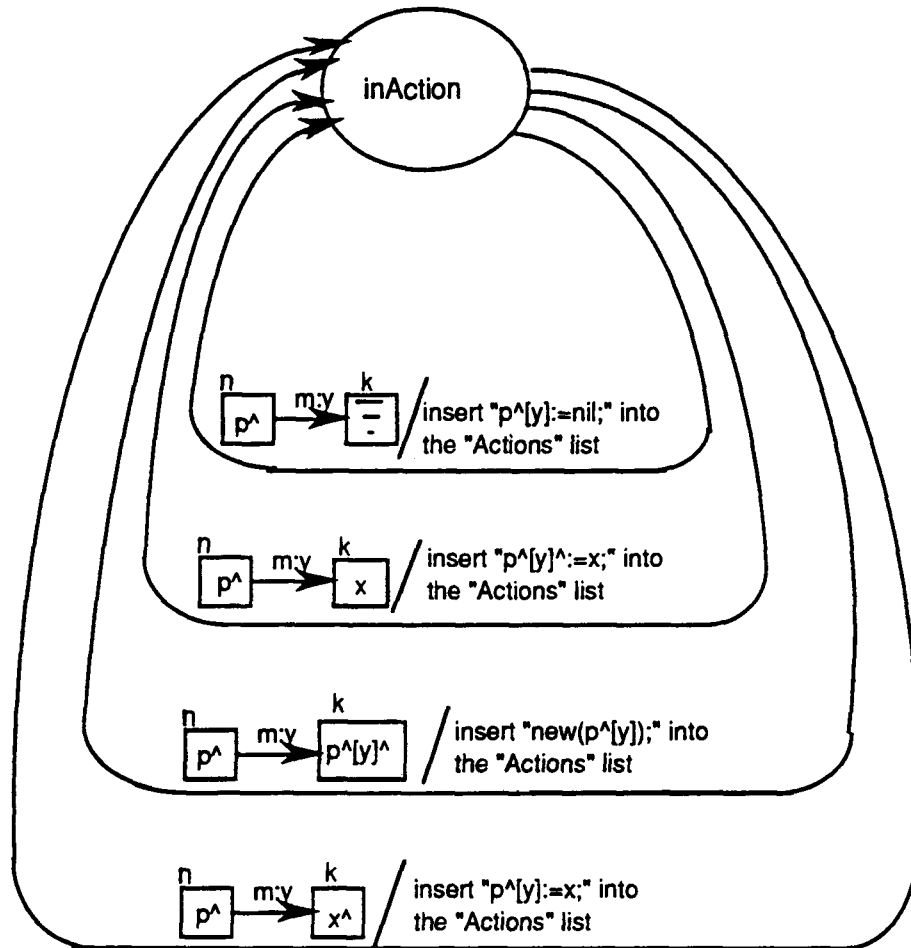 inAction
n
m:y
k
p^
insert "p^[y]:=nil;" into
the "Actions" list
n
m:y
k
p^
x
insert "p^[y]^:=x;" into
the "Actions" list
n
m:y
k
p^
p^[y]^
insert "new(p^[y]);" into
the "Actions" list
n
m:y
k
p^
x^
insert "p^[y]:=x;" into
the "Actions" list